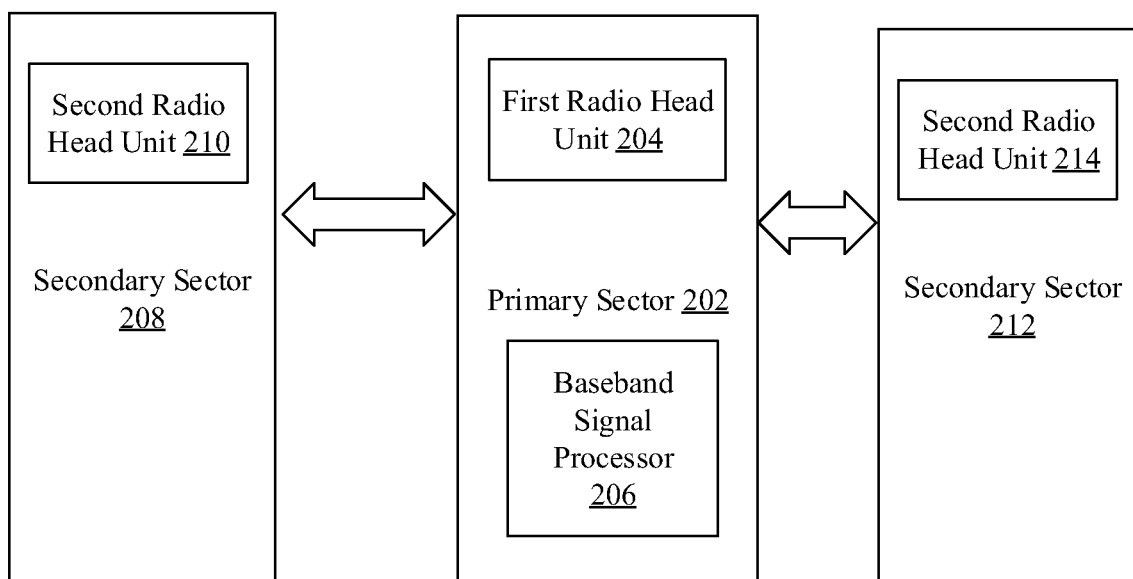 Second Radio
Head Unit 210
Secondary Sector
208
First Radio Head
Unit 204
Primary Sector 202
Baseband
Signal
Processor
206
Second Radio
Head Unit 214
Secondary Sector
212